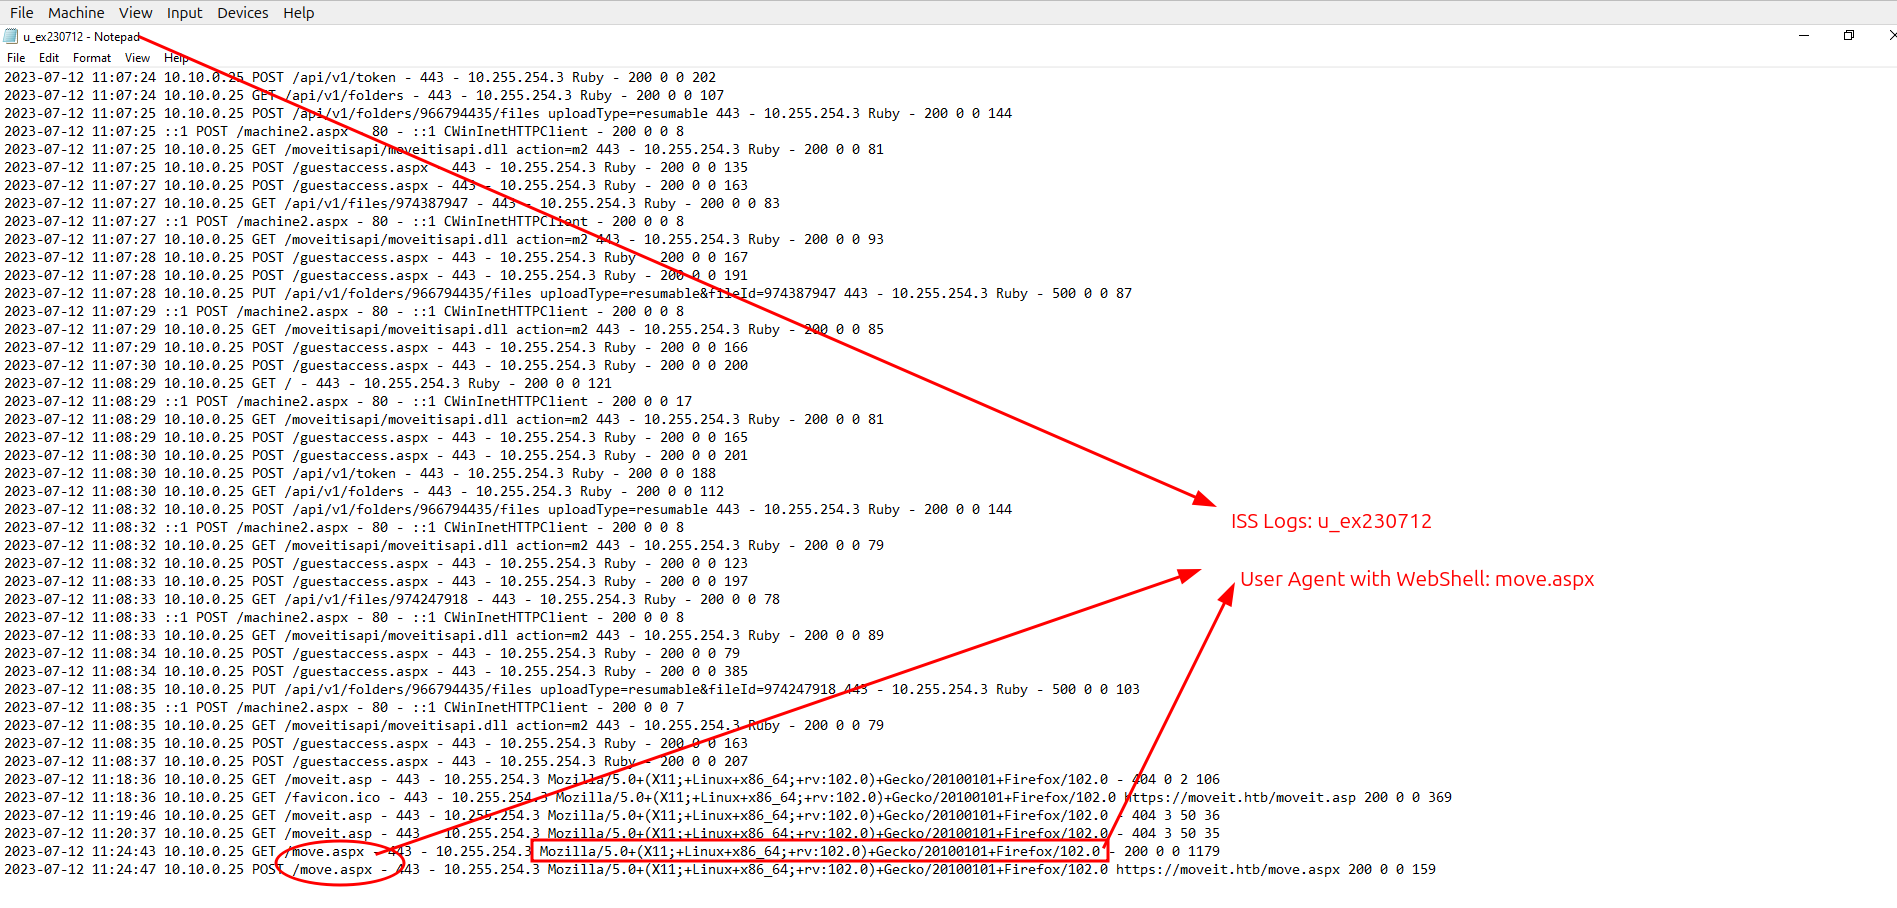 File Machine View Input Devices Help
u_ex230712 - Notepad
File Edit Format View Help
2023-07-12 11:07:24 10.10.0.25 POST /api/v1/token - 443 - 10.255.254.3 Ruby - 200 0 0 202
2023-07-12 11:07:24 10.10.0.25 GET /api/v1/folders - 443 - 10.255.254.3 Ruby - 200 0 0 107
2023-07-12 11:07:25 10.10.0.25 POST /api/v1/folders/966794435/files uploadType=resumable 443 - 10.255.254.3 Ruby - 200 0 0 144
2023-07-12 11:07:25 ::1 POST /machine2.aspx - 80 - ::1 CWinInetHTTPClient - 200 0 0 8
2023-07-12 11:07:25 10.10.0.25 GET /moveitisapi/moveitisapi.dll action=m2 443 - 10.255.254.3 Ruby - 200 0 0 81
2023-07-12 11:07:25 10.10.0.25 POST /guestaccess.aspx - 443 - 10.255.254.3 Ruby - 200 0 0 135
2023-07-12 11:07:27 10.10.0.25 POST /guestaccess.aspx - 443 - 10.255.254.3 Ruby - 200 0 0 163
2023-07-12 11:07:27 10.10.0.25 GET /api/v1/files/974387947 - 443 - 10.255.254.3 Ruby - 200 0 0 83
2023-07-12 11:07:27 ::1 POST /machine2.aspx - 80 - ::1 CWinInetHTTPClient - 200 0 0 8
2023-07-12 11:07:27 10.10.0.25 GET /moveitisapi/moveitisapi.dll action=m2 443 - 10.255.254.3 Ruby - 200 0 0 93
2023-07-12 11:07:28 10.10.0.25 POST /guestaccess.aspx - 443 - 10.255.254.3 Ruby - 200 0 0 167
2023-07-12 11:07:28 10.10.0.25 POST /guestaccess.aspx - 443 - 10.255.254.3 Ruby - 200 0 0 191
2023-07-12 11:07:28 10.10.0.25 PUT /api/v1/folders/966794435/files uploadType=resumable&fileId=974387947 443 - 10.255.254.3 Ruby - 500 0 0 87
2023-07-12 11:07:29 ::1 POST /machine2.aspx - 80 - ::1 CWinInetHTTPClient - 200 0 0 8
2023-07-12 11:07:29 10.10.0.25 GET /moveitisapi/moveitisapi.dll action=m2 443 - 10.255.254.3 Ruby - 200 0 0 85
2023-07-12 11:07:29 10.10.0.25 POST /guestaccess.aspx - 443 - 10.255.254.3 Ruby - 200 0 0 166
2023-07-12 11:07:30 10.10.0.25 POST /guestaccess.aspx - 443 - 10.255.254.3 Ruby - 200 0 0 200
2023-07-12 11:08:29 10.10.0.25 GET / - 443 - 10.255.254.3 Ruby - 200 0 0 121
2023-07-12 11:08:29 ::1 POST /machine2.aspx - 80 - ::1 CWinInetHTTPClient - 200 0 0 17
2023-07-12 11:08:29 10.10.0.25 GET /moveitisapi/moveitisapi.dll action=m2 443 - 10.255.254.3 Ruby - 200 0 0 81
2023-07-12 11:08:29 10.10.0.25 POST /guestaccess.aspx - 443 - 10.255.254.3 Ruby - 200 0 0 165
2023-07-12 11:08:30 10.10.0.25 POST /guestaccess.aspx - 443 - 10.255.254.3 Ruby - 200 0 0 201
2023-07-12 11:08:30 10.10.0.25 POST /api/v1/token - 443 - 10.255.254.3 Ruby - 200 0 0 188
2023-07-12 11:08:30 10.10.0.25 GET /api/v1/folders - 443 - 10.255.254.3 Ruby - 200 0 0 112
2023-07-12 11:08:32 10.10.0.25 POST /api/v1/folders/966794435/files uploadType=resumable 443 - 10.255.254.3 Ruby - 200 0 0 144
ISS Logs: u_ex230712
2023-07-12 11:08:32 ::1 POST /machine2.aspx - 80 - ::1 CWinInetHTTPClient - 200 0 0 8
2023-07-12 11:08:32 10.10.0.25 GET /moveitisapi/moveitisapi.dll action=m2 443 - 10.255.254.3 Ruby - 200 0 0 79
2023-07-12 11:08:32 10.10.0.25 POST /guestaccess.aspx - 443 - 10.255.254.3 Ruby - 200 0 0 123
2023-07-12 11:08:33 10.10.0.25 POST /guestaccess.aspx - 443 - 10.255.254.3 Ruby - 200 0 0 197
User Agent with WebShell: move.aspx
2023-07-12 11:08:33 10.10.0.25 GET /api/v1/files/974247918 - 443 - 10.255.254.3 Ruby - 200 0 0 78
2023-07-12 11:08:33 ::1 POST /machine2.aspx - 80 - ::1 CWinInetHTTPClient - 200 0 0 8
2023-07-12 11:08:33 10.10.0.25 GET /moveitisapi/moveitisapi.dll action=m2 443 - 10.255.254.3 Ruby - 200 0 0 89
2023-07-12 11:08:34 10.10.0.25 POST /guestaccess.aspx - 443 - 10.255.254.3 Ruby - 200 0 0 79
2023-07-12 11:08:34 10.10.0.25 POST /guestaccess.aspx - 443 - 10.255.254.3 Ruby - 200 0 0 385
2023-07-12 11:08:35 10.10.0.25 PUT /api/v1/folders/966794435/files uploadType=resumable&fileId=974247918 443 - 10.255.254.3 Ruby - 500 0 0 103
2023-07-12 11:08:35 ::1 POST /machine2.aspx - 80 - ::1 CWinInetHTTPClient - 200 0 0 7
2023-07-12 11:08:35 10.10.0.25 GET /moveitisapi/moveitisapi.dll action=m2 443 - 10.255.254.3 Ruby - 200 0 0 79
2023-07-12 11:08:35 10.10.0.25 POST /guestaccess.aspx - 443 - 10.255.254.3 Ruby - 200 0 0 163
2023-07-12 11:08:37 10.10.0.25 POST /guestaccess.aspx - 443 - 10.255.254.3 Ruby - 200 0 0 207
2023-07-12 11:18:36 10.10.0.25 GET /moveit.asp - 443 - 10.255.254.3 Mozilla/5.0+(X11;+Linux+x86_64;+rv:102.0)+Gecko/20100101+Firefox/102.0 - 404 0 2 106
2023-07-12 11:18:36 10.10.0.25 GET /favicon.ico - 443 - 10.255.254.3 Mozilla/5.0+(X11;+Linux+x86_64;+rv:102.0)+Gecko/20100101+Firefox/102.0 https://moveit.htb/moveit.asp 200 0 0 369
2023-07-12 11:19:46 10.10.0.25 GET /moveit.asp - 443 - 10.255.254.3 Mozilla/5.0+(X11;+Linux+x86_64;+rv:102.0)+Gecko/20100101+Firefox/102.0 - 404 3 50 36
2023-07-12 11:20:37 10.10.0.25 GET /moveit.asp - 443 - 10.255.254.3 Mozilla/5.0+(X11;+Linux+x86_64;+rv:102.0)+Gecko/20100101+Firefox/102.0 - 404 3 50 35
2023-07-12 11:24:43 10.10.0.25 GET /move.aspx - 443 - 10.255.254.3 Mozilla/5.0+(X11;+Linux+x86_64;+rv:102.0)+Gecko/20100101+Firefox/102.0 - 200 0 0 1179
2023-07-12 11:24:47 10.10.0.25 POST /move.aspx - 443 - 10.255.254.3 Mozilla/5.0+(X11;+Linux+x86_64;+rv:102.0)+Gecko/20100101+Firefox/102.0 https://moveit.htb/move.aspx 200 0 0 159